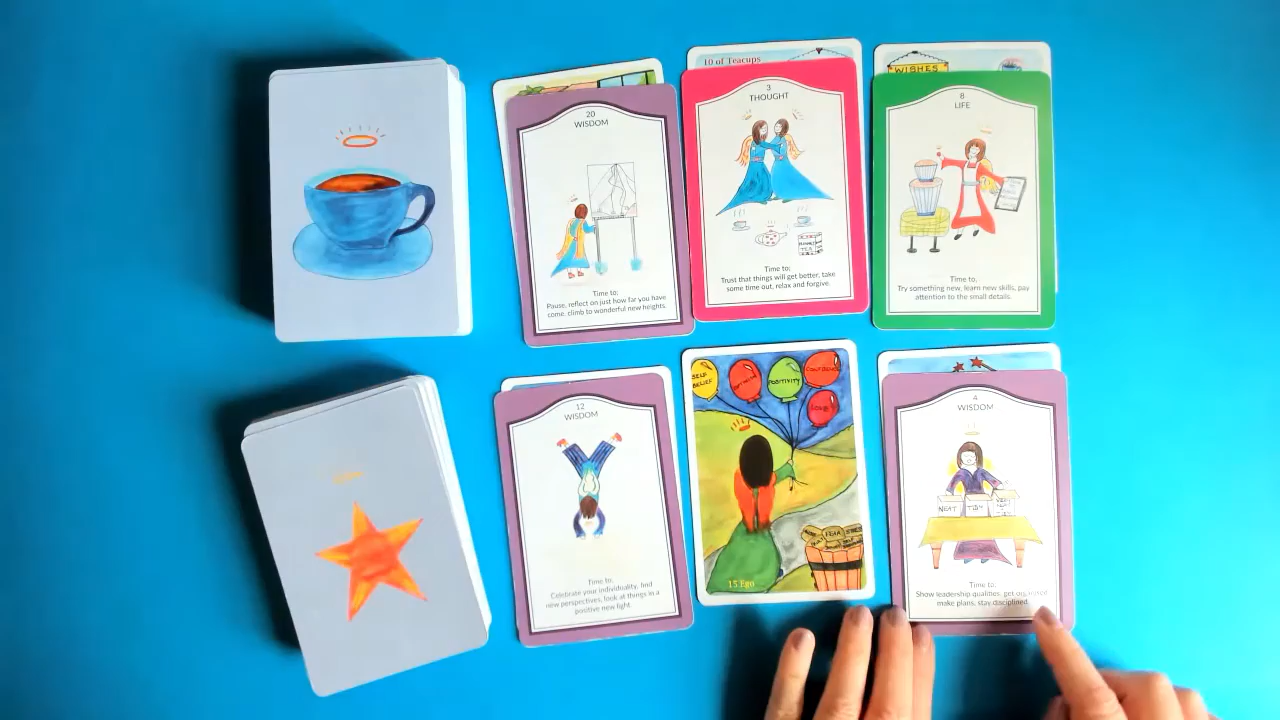 20
WISDOM
Time to:
Pause, reflect on just how far you have
come. climb to wonderful new heights.
10 of Teacups
3
THOUGHT
Time to:
Trust that things will get better, take
some time out, relax and forgive.
WISHES
8
LIFE
Time to:
Try something new, learn new skills, pay
attention to the small details.
12
WISDOM
Time to:
Celebrate your individuality, find
new perspectives, look at things in a
positive new light.
SELF
BELIEF
POSITIVITY
LOVE
FEAR
15 Ego
4
WISDOM
NEAT
TIDY
Time to:
Show leadership qualities, get organised
make plans, stay disciplined.